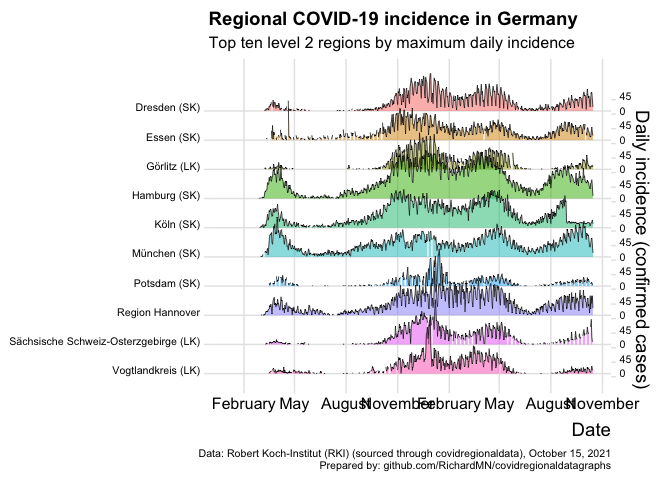 Regional COVID-19 incidence in Germany
Top ten level 2 regions by maximum daily incidence
Dresden (SK)
Essen (SK)
Görlitz (LK)
Hamburg (SK)
Köln (SK)
München (SK)
Potsdam (SK)
Region Hannover
Sächsische Schweiz-Osterzgebirge (LK)
Vogtlandkreis (LK)
45
0
45
0
45
0
45
0
45
0
45
0
45
0
45
0
45
0
45
0
Daily incidence (confirmed cases)
February May August November February May August November
Date
Data: Robert Koch-Institut (RKI) (sourced through covidregionaldata), October 15, 2021
Prepared by: github.com/RichardMN/covidregionaldatagraphs